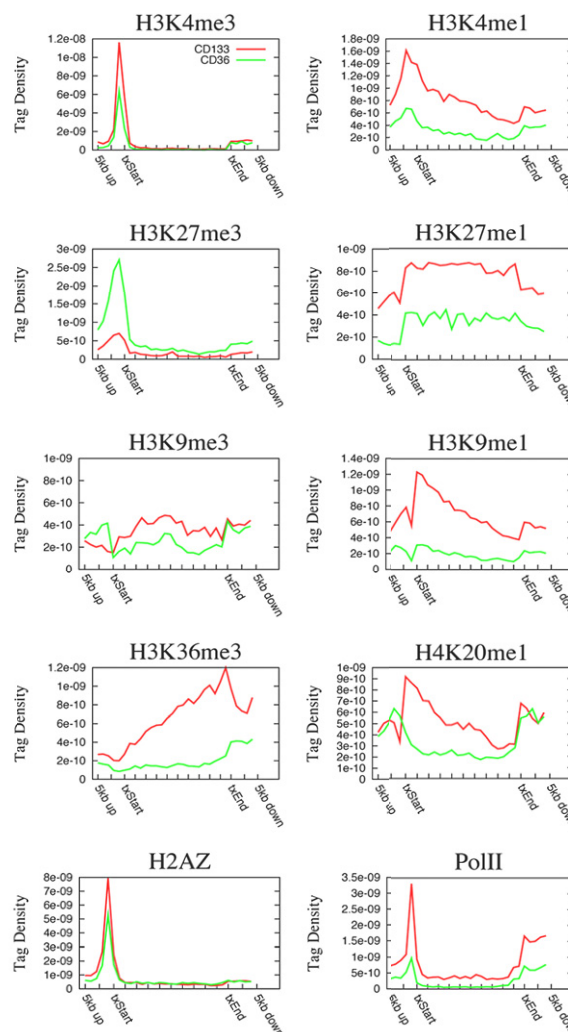 H3K4me3
Tag Density
1.2e-08
1e-08
8e-09
6e-09
4e-09
2e-09
0
CD133
CD36
5kb up
txStart
txEnd
5kb down
H3K4me1
1.8e-09
1.6e-09
1.4e-09
1.2e-09
1e-09
8e-10
6e-10
4e-10
2e-10
0
5kb up
txStart
txEnd
5kb down
H3K27me3
Tag Density
3e-09
2.5e-09
2e-09
1.5e-09
1e-09
5e-10
0
5kb up
txStart
txEnd
5kb down
H3K27me1
1e-09
8e-10
6e-10
4e-10
2e-10
0
5kb up
txStart
txEnd
5kb down
H3K9me3
Tag Density
1e-09
8e-10
6e-10
4e-10
2e-10
0
5kb up
txStart
txEnd
5kb down
H3K9me1
1.4e-09
1.2e-09
1e-09
8e-10
6e-10
4e-10
2e-10
0
5kb up
txStart
txEnd
5kb down
H3K36me3
Tag Density
1.2e-09
1e-09
8e-10
6e-10
4e-10
2e-10
0
5kb up
txStart
txEnd
5kb down
H4K20me1
1e-09
9e-10
8e-10
7e-10
6e-10
5e-10
4e-10
3e-10
2e-10
1e-10
0
5kb up
txStart
txEnd
5kb down
H2AZ
Tag Density
8e-09
7e-09
6e-09
5e-09
4e-09
3e-09
2e-09
1e-09
0
5kb up
txStart
txEnd
5kb down
PolII
Tag Density
3.5e-09
3e-09
2.5e-09
2e-09
1.5e-09
1e-09
5e-10
0
5kb up
txStart
txEnd
5kb down